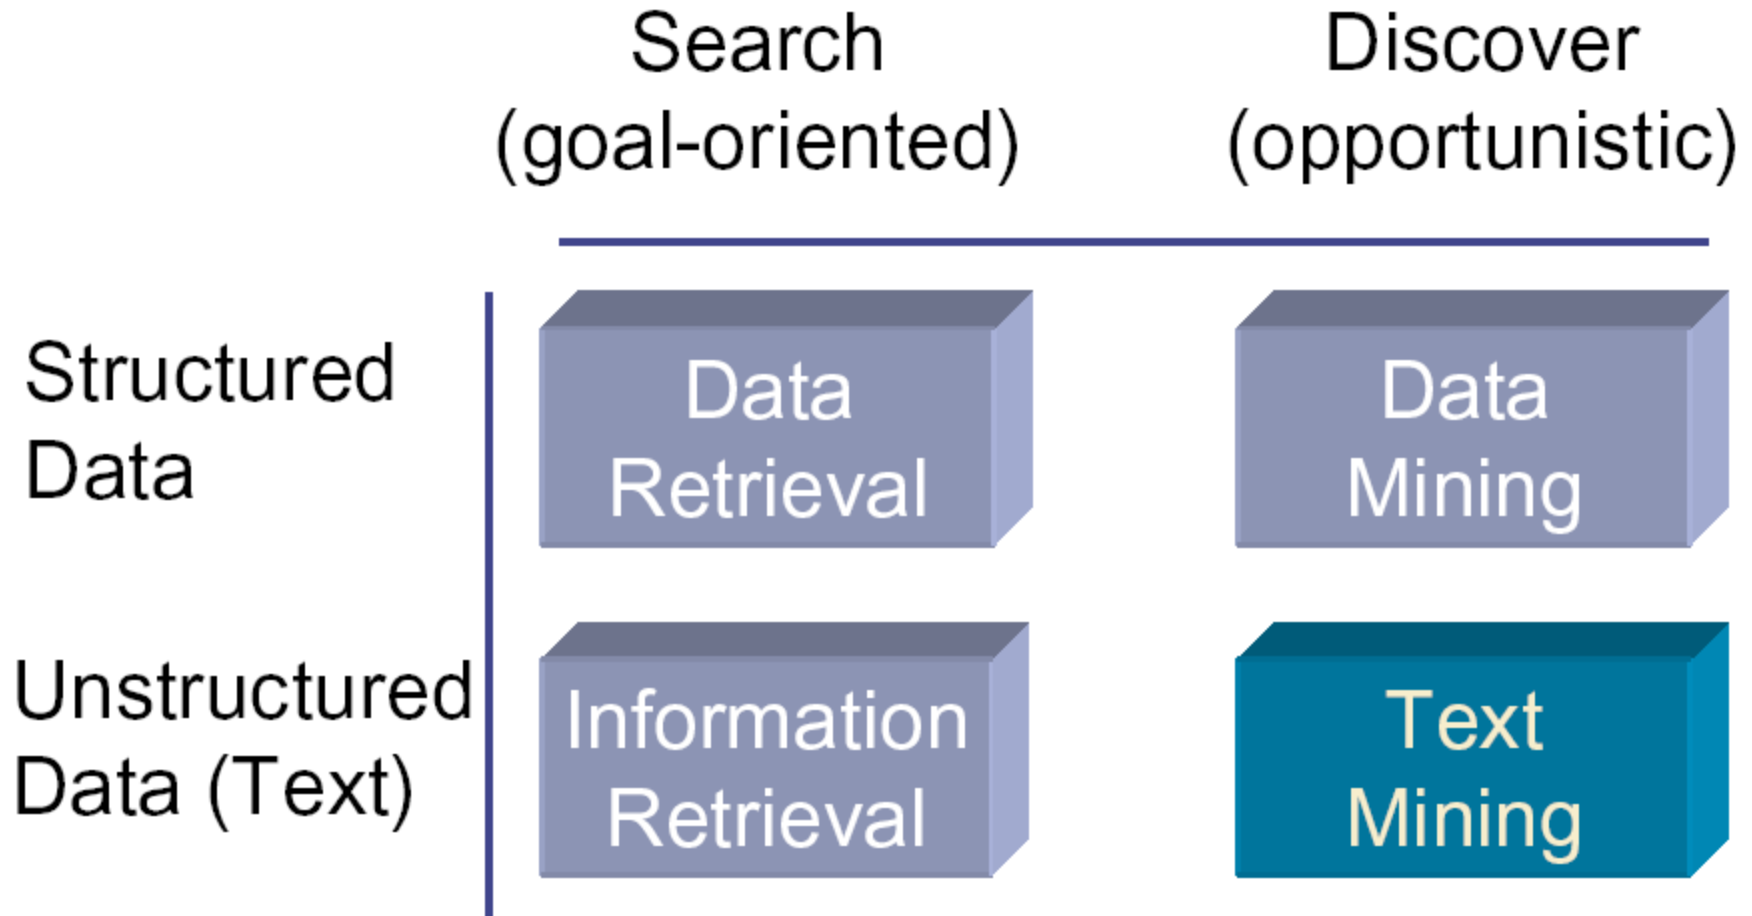 Search
(goal-oriented)
Discover
(opportunistic)
Structured
Data
Data
Retrieval
Data
Mining
Unstructured
Data (Text)
Information
Retrieval
Text
Mining